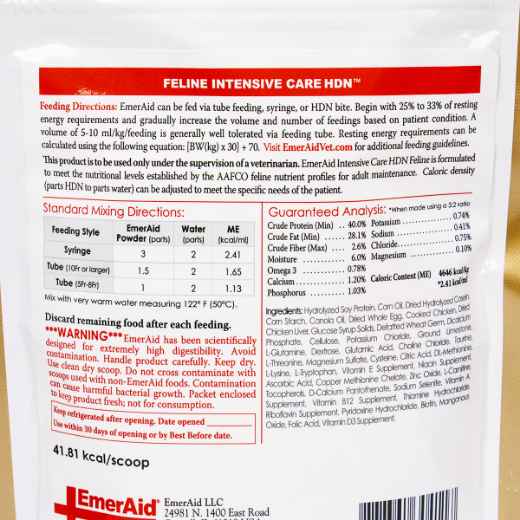 FELINE INTENSIVE CARE HDN™
Feeding Directions: EmerAid can be fed via tube feeding, syringe, or HDN bite. Begin with 25% to 33% of resting
energy requirements and gradually increase the volume and number of feedings based on patient condition. A
volume of 5-10 ml/kg/feeding is generally well tolerated via feeding tube. Resting energy requirements can be
calculated using the following equation: [BW(kg) x 30] + 70. Visit EmerAidVet.com for additional feeding guidelines.
This product is to be used only under the supervision of a veterinarian. EmerAid Intensive Care HDN Feline is formulated
to meet the nutritional levels established by the AAFCO feline nutrient profiles for adult maintenance. Caloric density
(parts HDN to parts water) can be adjusted to meet the specific needs of the patient.
Standard Mixing Directions:
Feeding Style EmerAid Powder (parts) Water (parts) ME (kcal/ml)
Syringe 3 2 2.41
Tube (10Fr or larger) 1.5 2 1.65
Tube (5Fr-8Fr) 1 2 1.13
Mix with very warm water measuring 122° F (50°C).
Discard remaining food after each feeding.
***WARNING*** EmerAid has been scientifically
designed for extremely high digestibility. Avoid
contamination. Handle product carefully. Keep dry.
Use clean dry scoop. Do not cross contaminate with
scoops used with non-EmerAid foods. Contamination
can cause harmful bacterial growth. Packet enclosed
to keep product fresh; not for consumption.
Keep refrigerated after opening. Date opened
Use within 30 days of opening or by Best Before date.
41.81 kcal/scoop
Guaranteed Analysis: *When made using a 3:2 ratio
Crude Protein (Min) .. 40.0% Potassium 0.74%
Crude Fat (Min) 28.1% Sodium 0.41%
Crude Fiber (Max) 2.6% Chloride 0.75%
Moisture 6.0% Magnesium 0.10%
Omega 3 0.78%
Calcium 1.20% Caloric Content (ME) 4646 kcal/kg
Phosphorus 1.03% *2.41 kcal/ml
Ingredients: Hydrolyzed Soy Protein, Corn Oil, Dried Hydrolyzed Casein
Corn Starch, Canola Oil, Dried Whole Egg, Cooked Chicken, Dried
Chicken Liver, Glucose Syrup Solids, Defatted Wheat Germ, Dicalcium
Phosphate, Cellulose, Potassium Chloride, Ground Limestone,
L-Glutamine, Dextrose, Glutamic Acid, Choline Chloride, Taurine,
L-Threonine, Magnesium Sulfate, Cysteine, Citric Acid, Dl-Methionine
L-Lysine, L-Tryptophan, Vitamin E Supplement, Niacin Supplement,
Ascorbic Acid, Copper Methionine Chelate, Zinc Oxide, L-Carnitine,
Tocopherols, D-Calcium Pantothenate, Sodium Selenite, Vitamin A
Supplement, Vitamin B12 Supplement, Thiamine Hydrochloride
Riboflavin Supplement, Pyridoxine Hydrochloride, Biotin, Manganous
Oxide, Folic Acid, Vitamin D3 Supplement.
EmerAid®
EmerAid LLC
24981 N. 1400 East Road